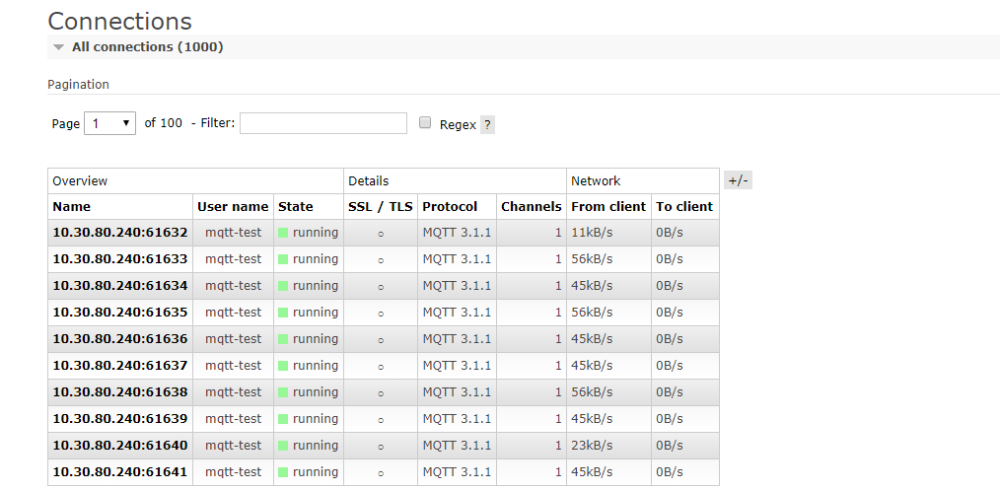 Connections
All connections (1000)
Pagination
Page 1 of 100 - Filter: Regex ?
Overview Details Network +/-
Name User name State SSL / TLS Protocol Channels From client To client
10.30.80.240:61632 mqtt-test running ○ MQTT 3.1.1 1 11kB/s 0B/s
10.30.80.240:61633 mqtt-test running ○ MQTT 3.1.1 1 56kB/s 0B/s
10.30.80.240:61634 mqtt-test running ○ MQTT 3.1.1 1 45kB/s 0B/s
10.30.80.240:61635 mqtt-test running ○ MQTT 3.1.1 1 56kB/s 0B/s
10.30.80.240:61636 mqtt-test running ○ MQTT 3.1.1 1 45kB/s 0B/s
10.30.80.240:61637 mqtt-test running ○ MQTT 3.1.1 1 45kB/s 0B/s
10.30.80.240:61638 mqtt-test running ○ MQTT 3.1.1 1 56kB/s 0B/s
10.30.80.240:61639 mqtt-test running ○ MQTT 3.1.1 1 45kB/s 0B/s
10.30.80.240:61640 mqtt-test running ○ MQTT 3.1.1 1 23kB/s 0B/s
10.30.80.240:61641 mqtt-test running ○ MQTT 3.1.1 1 45kB/s 0B/s